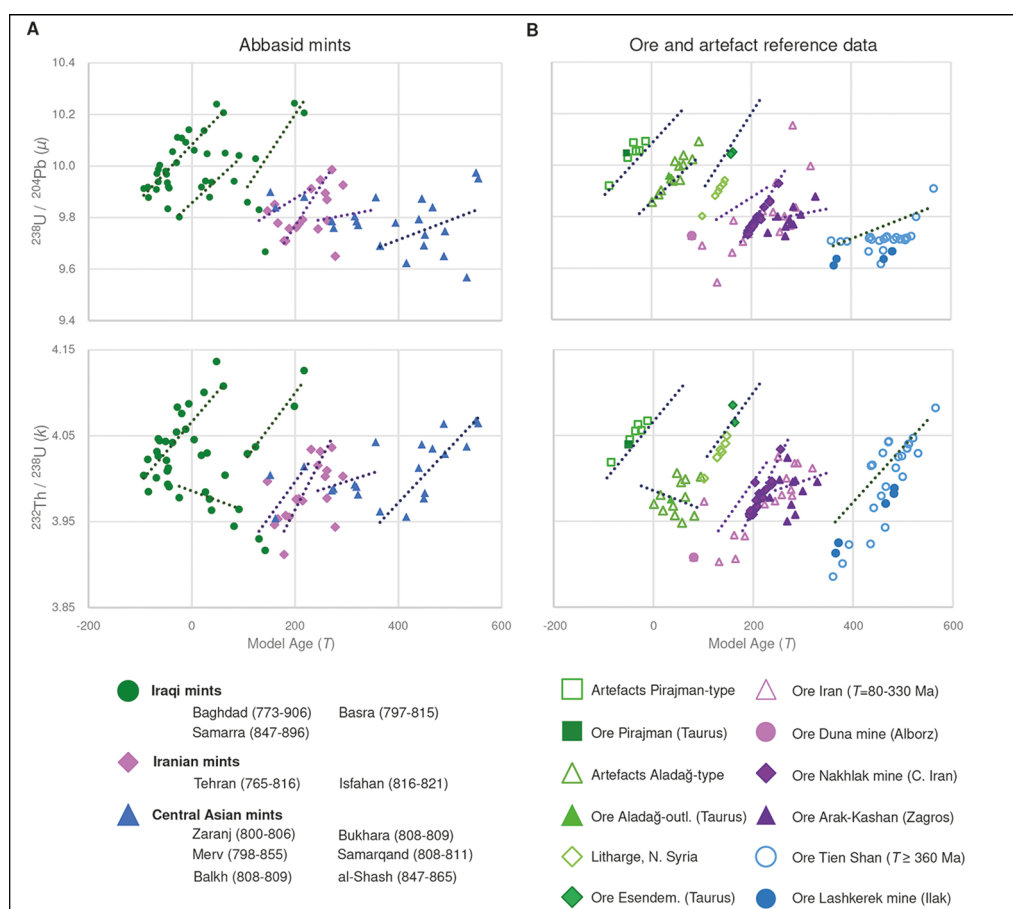 A
B
Abbasid mints
Ore and artefact reference data
10.4
10.2
10.0
9.8
9.6
9.4
238U / 204Pb (µ)
4.15
4.05
3.95
3.85
232Th / 238U (k)
-200
0
200
400
600
-200
0
200
400
600
Model Age (T)
Model Age (T)
Iraqi mints
Baghdad (773-906)
Basra (797-815)
Samarra (847-896)
Iranian mints
Tehran (765-816)
Isfahan (816-821)
Central Asian mints
Zaranj (800-806)
Bukhara (808-809)
Merv (798-855)
Samarqand (808-811)
Balkh (808-809)
al-Shash (847-865)
Artefacts Pirajman-type
Ore Pirajman (Taurus)
Artefacts Aladağ-type
Ore Aladağ-outl. (Taurus)
Litharge, N. Syria
Ore Esendem. (Taurus)
Ore Iran (T=80-330 Ma)
Ore Duna mine (Alborz)
Ore Nakhlak mine (C. Iran)
Ore Arak-Kashan (Zagros)
Ore Tien Shan (T ≥ 360 Ma)
Ore Lashkerek mine (Ilak)